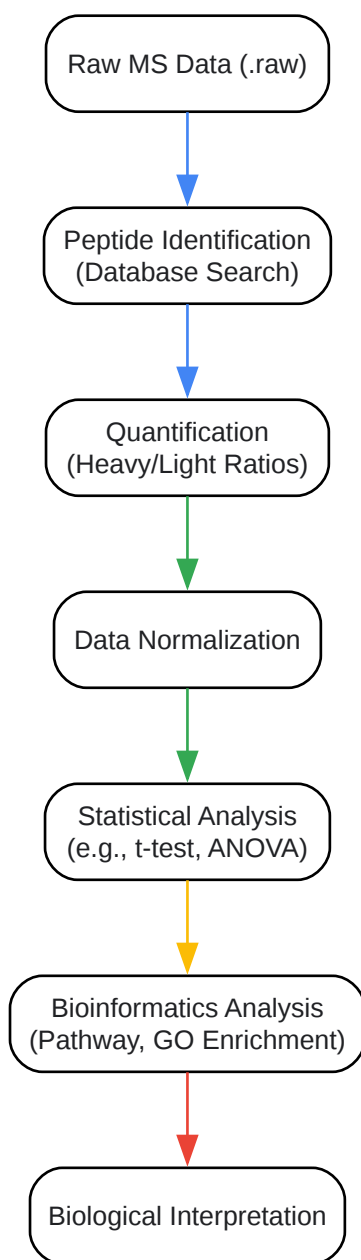 Raw MS Data (.raw)
Peptide Identification
(Database Search)
Quantification
(Heavy/Light Ratios)
Data Normalization
Statistical Analysis
(e.g., t-test, ANOVA)
Bioinformatics Analysis
(Pathway, GO Enrichment)
Biological Interpretation